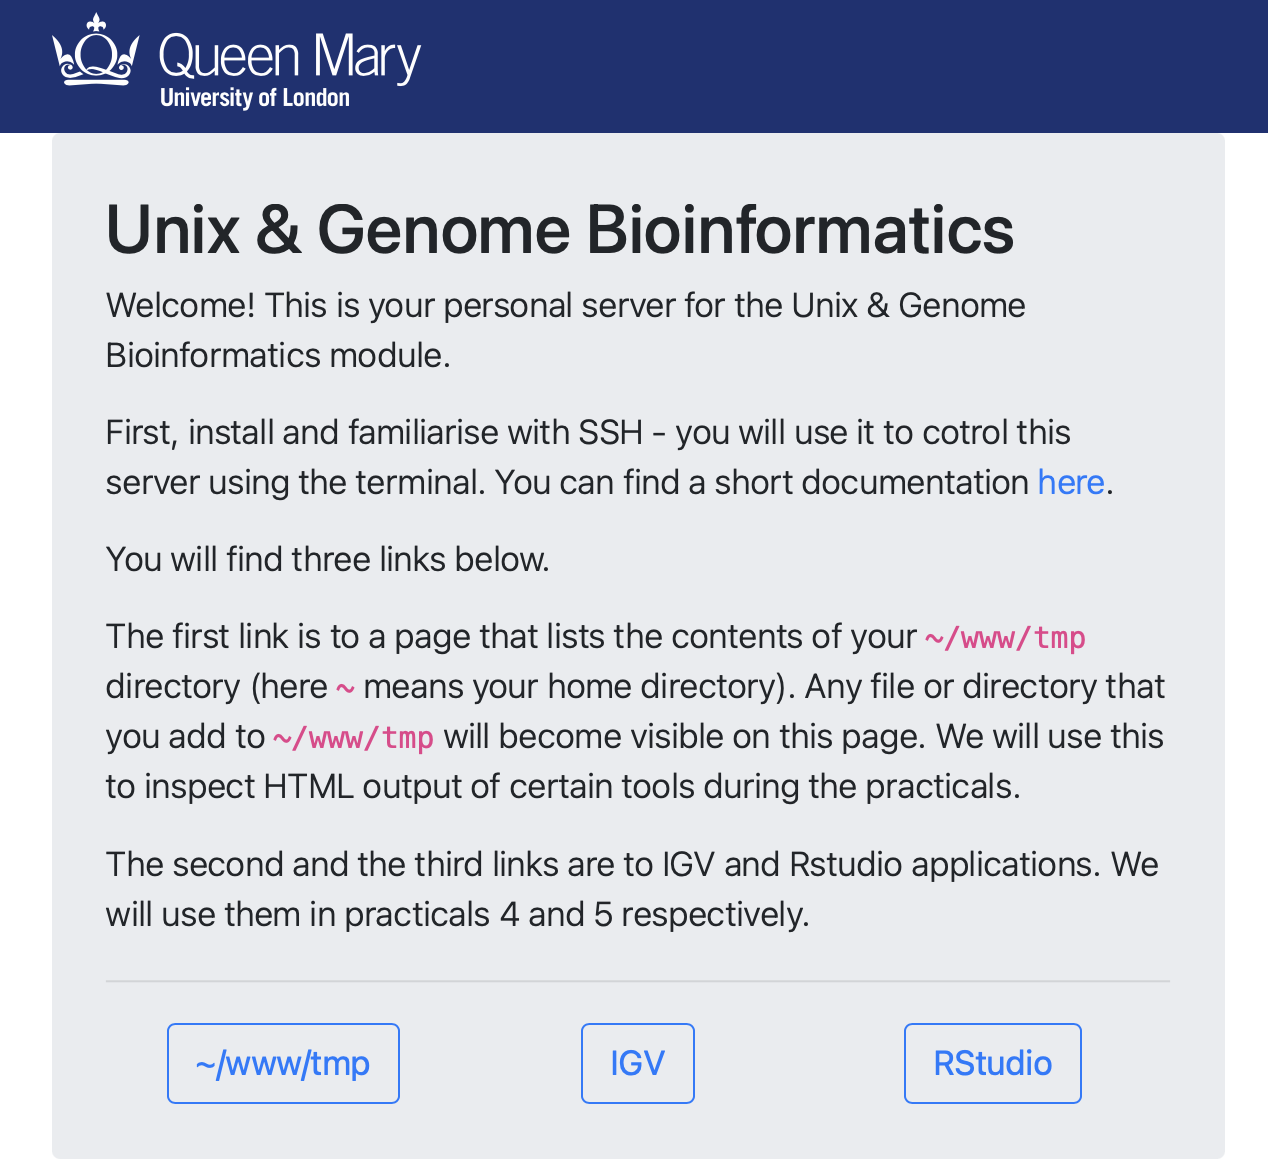 Queen Mary
University of London
Unix & Genome Bioinformatics
Welcome! This is your personal server for the Unix & Genome
Bioinformatics module.
First, install and familiarise with SSH - you will use it to cotrol this
server using the terminal. You can find a short documentation here.
You will find three links below.
The first link is to a page that lists the contents of your ~/www/tmp
directory (here ~ means your home directory). Any file or directory that
you add to ~/www/tmp will become visible on this page. We will use this
to inspect HTML output of certain tools during the practicals.
The second and the third links are to IGV and Rstudio applications. We
will use them in practicals 4 and 5 respectively.
~/www/tmp
IGV
RStudio